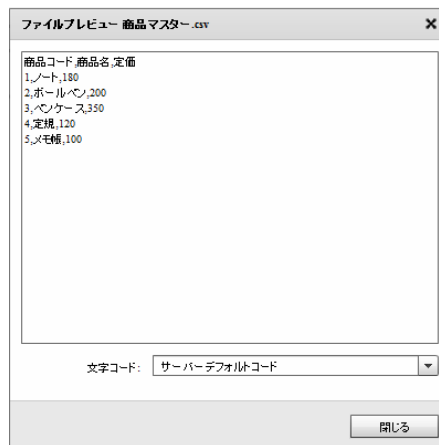 ファイルプレビュー 商品マスター.csv
商品コード,商品名,定価
1,ノート,180
2,ボールペン,200
3,ペンケース,350
4,定規,120
5,メモ帳,100
文字コード: サーバーデフォルトコード
閉じる